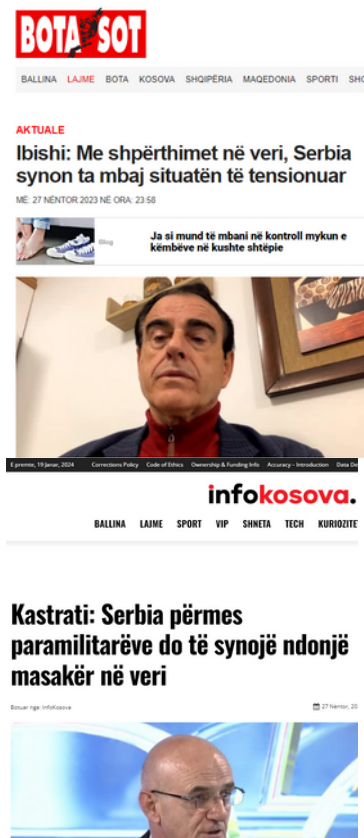 BOTA SOT
BALLINA LAJME BOTA KOSOVA SHQIPËRIA MAQEDONIA SPORTI
AKTUALE
Ibishi: Me shpërthimet në veri, Serbia
synon ta mbaj situatën të tensionuar
MË: 27 NËNTOR 2023 NË ORA: 23:58
Blog
Ja si mund të mbani në kontroll mykun e
këmbëve në kushte shtëpie
E premte, 19 Janar, 2024 Corrections Policy Code of Ethics Ownership & Funding Info Accuracy – Introduction Data
infokosova.
BALLINA LAJME SPORT VIP SHNETA TECH KURIOZITE
Kastrati: Serbia përmes
paramilitarëve do të synojë ndonjë
masakër në veri
Botuar nga: InfoKosova 27 Nëntor, 20